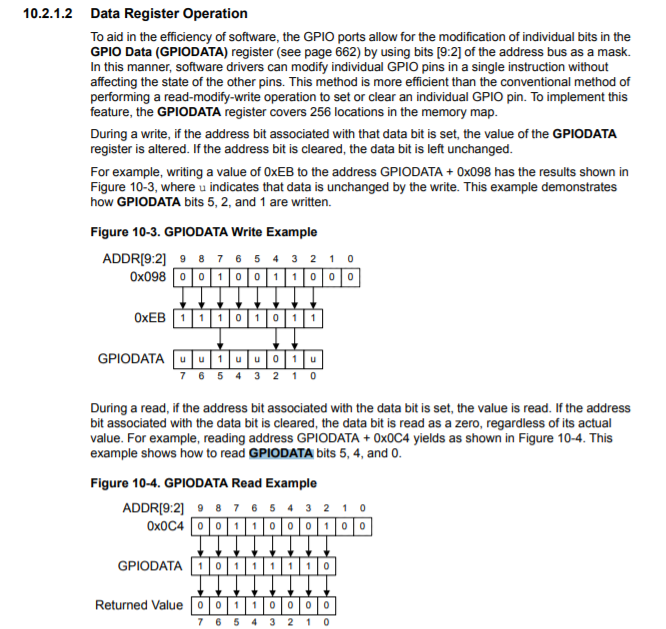 10.2.1.2 Data Register Operation
To aid in the efficiency of software, the GPIO ports allow for the modification of individual bits in the
GPIO Data (GPIODATA) register (see page 662) by using bits [9:2] of the address bus as a mask.
In this manner, software drivers can modify individual GPIO pins in a single instruction without
affecting the state of the other pins. This method is more efficient than the conventional method of
performing a read-modify-write operation to set or clear an individual GPIO pin. To implement this
feature, the GPIODATA register covers 256 locations in the memory map.
During a write, if the address bit associated with that data bit is set, the value of the GPIODATA
register is altered. If the address bit is cleared, the data bit is left unchanged.
For example, writing a value of 0xEB to the address GPIODATA + 0x098 has the results shown in
Figure 10-3, where u indicates that data is unchanged by the write. This example demonstrates
how GPIODATA bits 5, 2, and 1 are written.
Figure 10-3. GPIODATA Write Example
ADDR[9:2] 9 8 7 6 5 4 3 2 1 0
0x098 0 0 1 0 0 1 1 0 0 0
0xEB 1 1 1 0 1 0 1 1
GPIODATA u u 1 u u 0 1 u
7 6 5 4 3 2 1 0
During a read, if the address bit associated with the data bit is set, the value is read. If the address
bit associated with the data bit is cleared, the data bit is read as a zero, regardless of its actual
value. For example, reading address GPIODATA + 0x0C4 yields as shown in Figure 10-4. This
example shows how to read GPIODATA bits 5, 4, and 0.
Figure 10-4. GPIODATA Read Example
ADDR[9:2] 9 8 7 6 5 4 3 2 1 0
0x0C4 0 0 1 1 0 0 0 1 0 0
GPIODATA 1 0 1 1 1 1 1 0
Returned Value 0 0 1 1 0 0 0 0
7 6 5 4 3 2 1 0